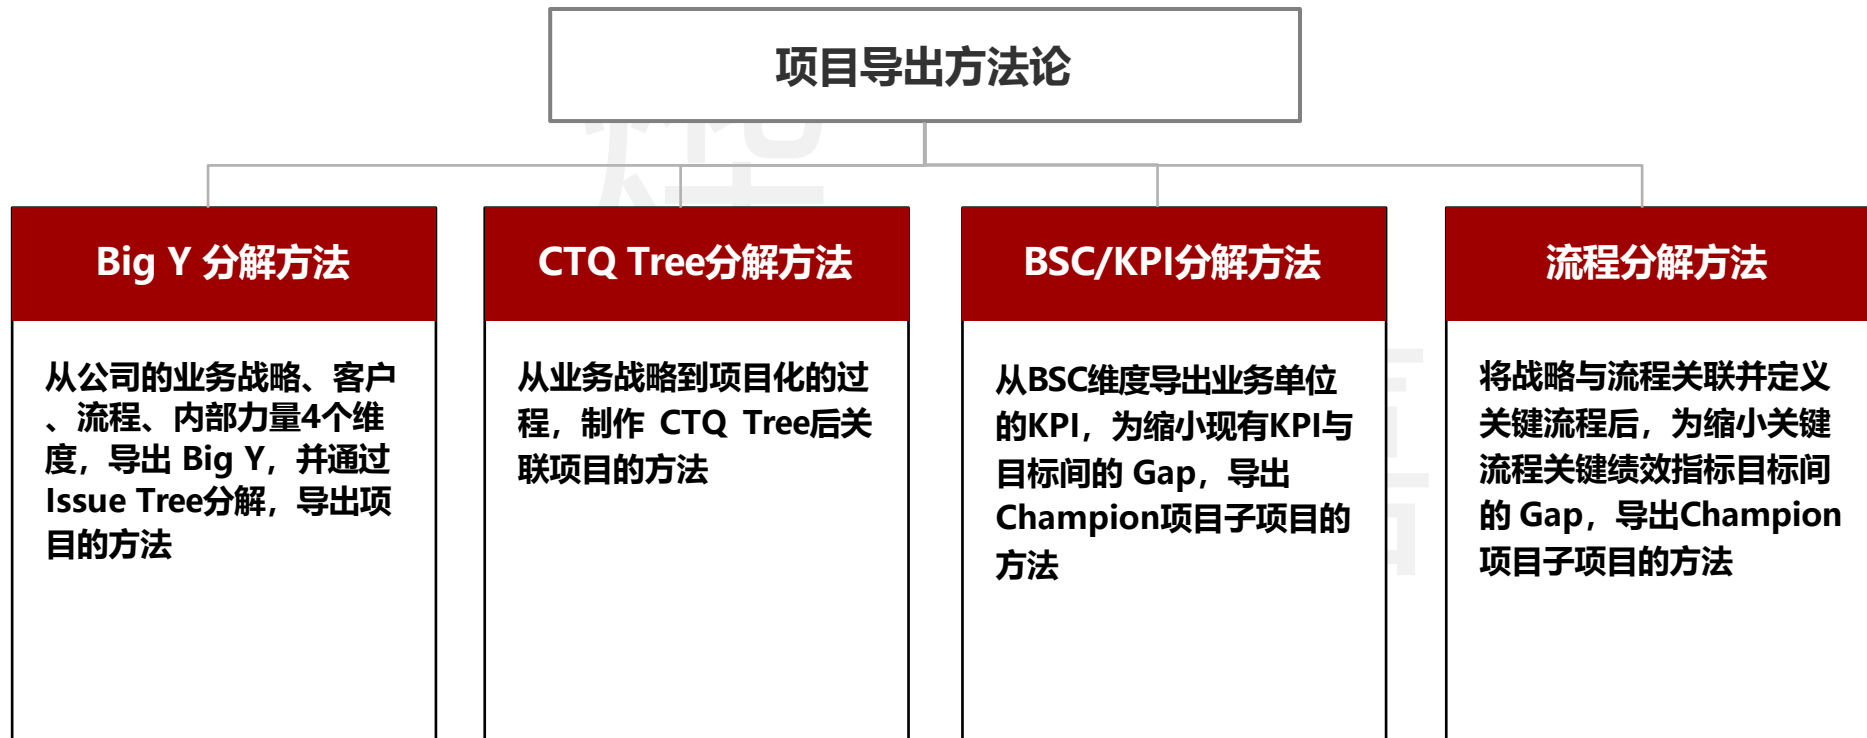 项目导出方法论
Big Y 分解方法
从公司的业务战略、客户
、流程、内部力量4个维
度，导出 Big Y，并通过
Issue Tree分解，导出项
目的方法
CTQ Tree分解方法
从业务战略到项目化的过
程，制作 CTQ Tree后关
联项目的方法
BSC/KPI分解方法
从BSC维度导出业务单位
的KPI，为缩小现有KPI与
目标间的 Gap，导出
Champion项目子项目的
方法
流程分解方法
将战略与流程关联并定义
关键流程后，为缩小关键
流程关键绩效指标目标间
的 Gap，导出Champion
项目子项目的方法